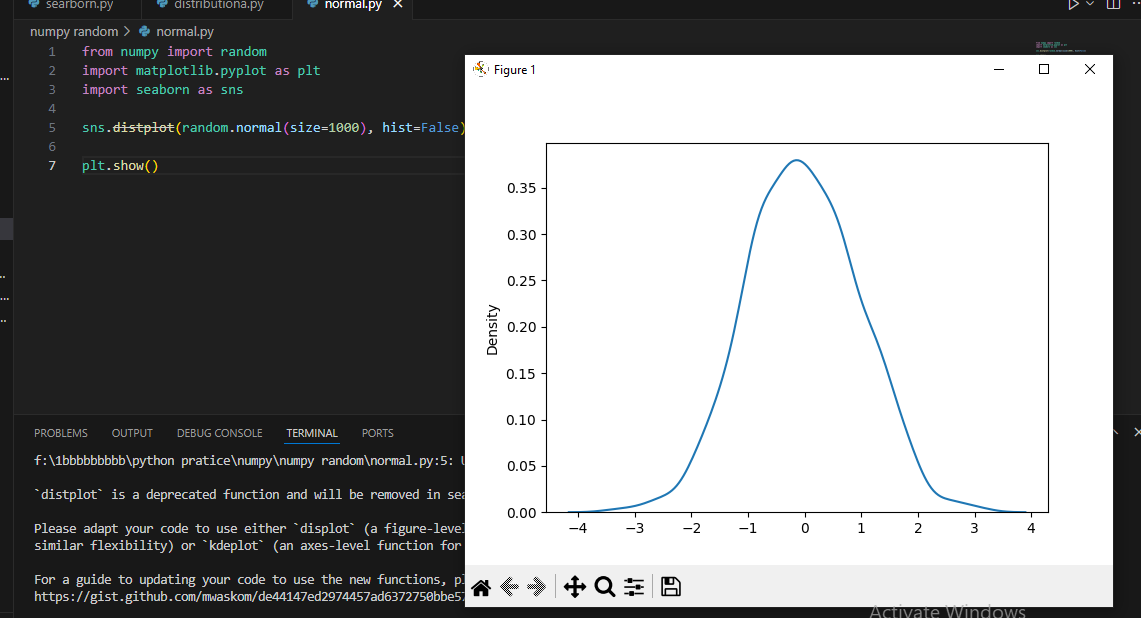 searborn.py distributiona.py normal.py
numpy random > normal.py
1 from numpy import random
2 import matplotlib.pyplot as plt
3 import seaborn as sns
4
5 sns.distplot(random.normal(size=1000), hist=False)
6
7 plt.show()
Figure 1
0.35
0.30
0.25
0.20
0.15
0.10
0.05
0.00
Density
−4 −3 −2 −1 0 1 2 3 4
PROBLEMS OUTPUT DEBUG CONSOLE TERMINAL PORTS
f:\1bbbbbbbbb\python pratice\numpy\numpy random\normal.py:5:
`distplot` is a deprecated function and will be removed in sea
Please adapt your code to use either `displot` (a figure-level
similar flexibility) or `kdeplot` (an axes-level function for
For a guide to updating your code to use the new functions, pl
https://gist.github.com/mwaskom/de44147ed2974457ad6372750bbe57
Activate Windows